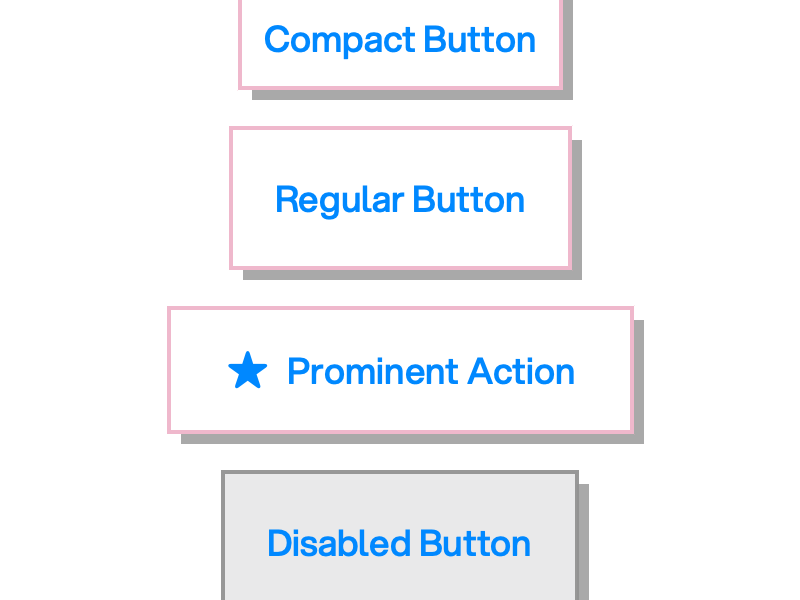 Compact Button
Regular Button
Prominent Action
Disabled Button